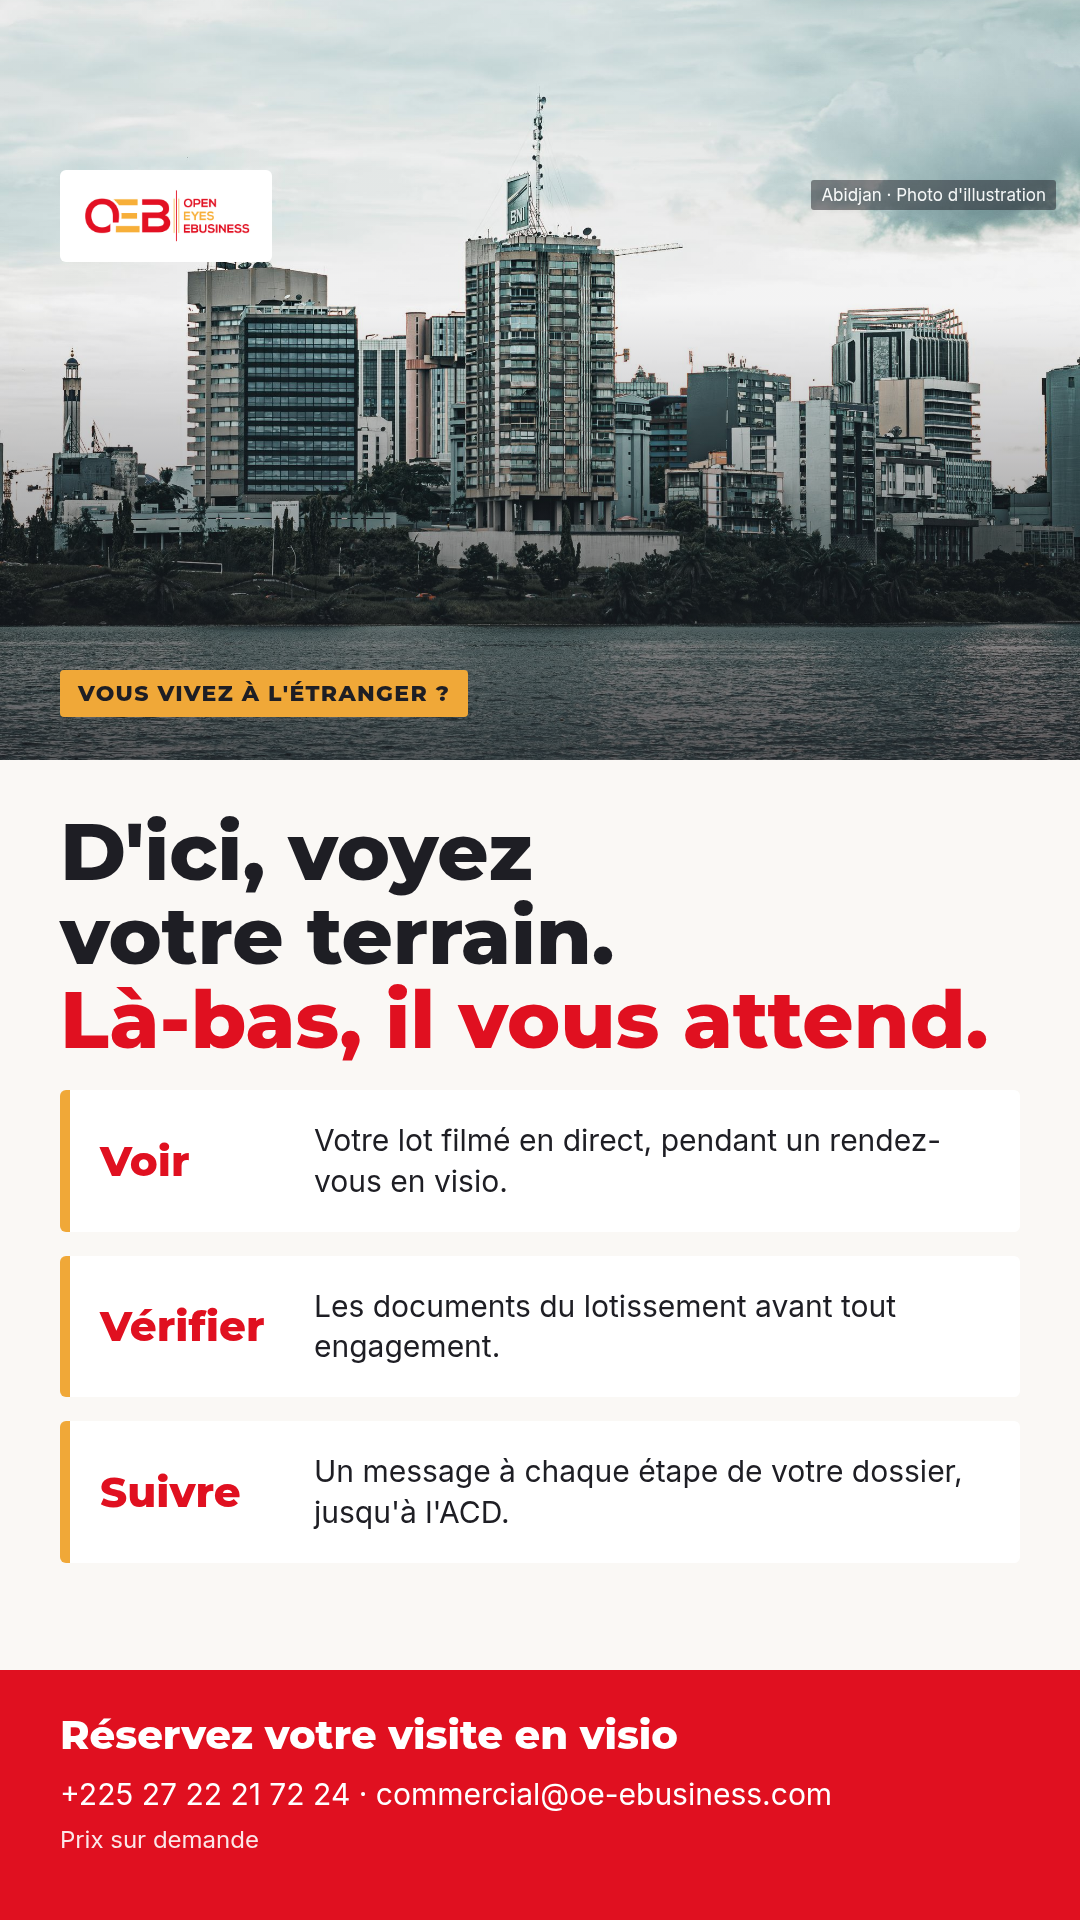 OEB
OPEN
EYES
EBUSINESS
Abidjan · Photo d'illustration
BNI
VOUS VIVEZ À L'ÉTRANGER ?
D'ici, voyez
votre terrain.
Là-bas, il vous attend.
Voir
Votre lot filmé en direct, pendant un rendez-
vous en visio.
Vérifier
Les documents du lotissement avant tout
engagement.
Suivre
Un message à chaque étape de votre dossier,
jusqu'à l'ACD.
Réservez votre visite en visio
+225 27 22 21 72 24 · commercial@oe-ebusiness.com
Prix sur demande